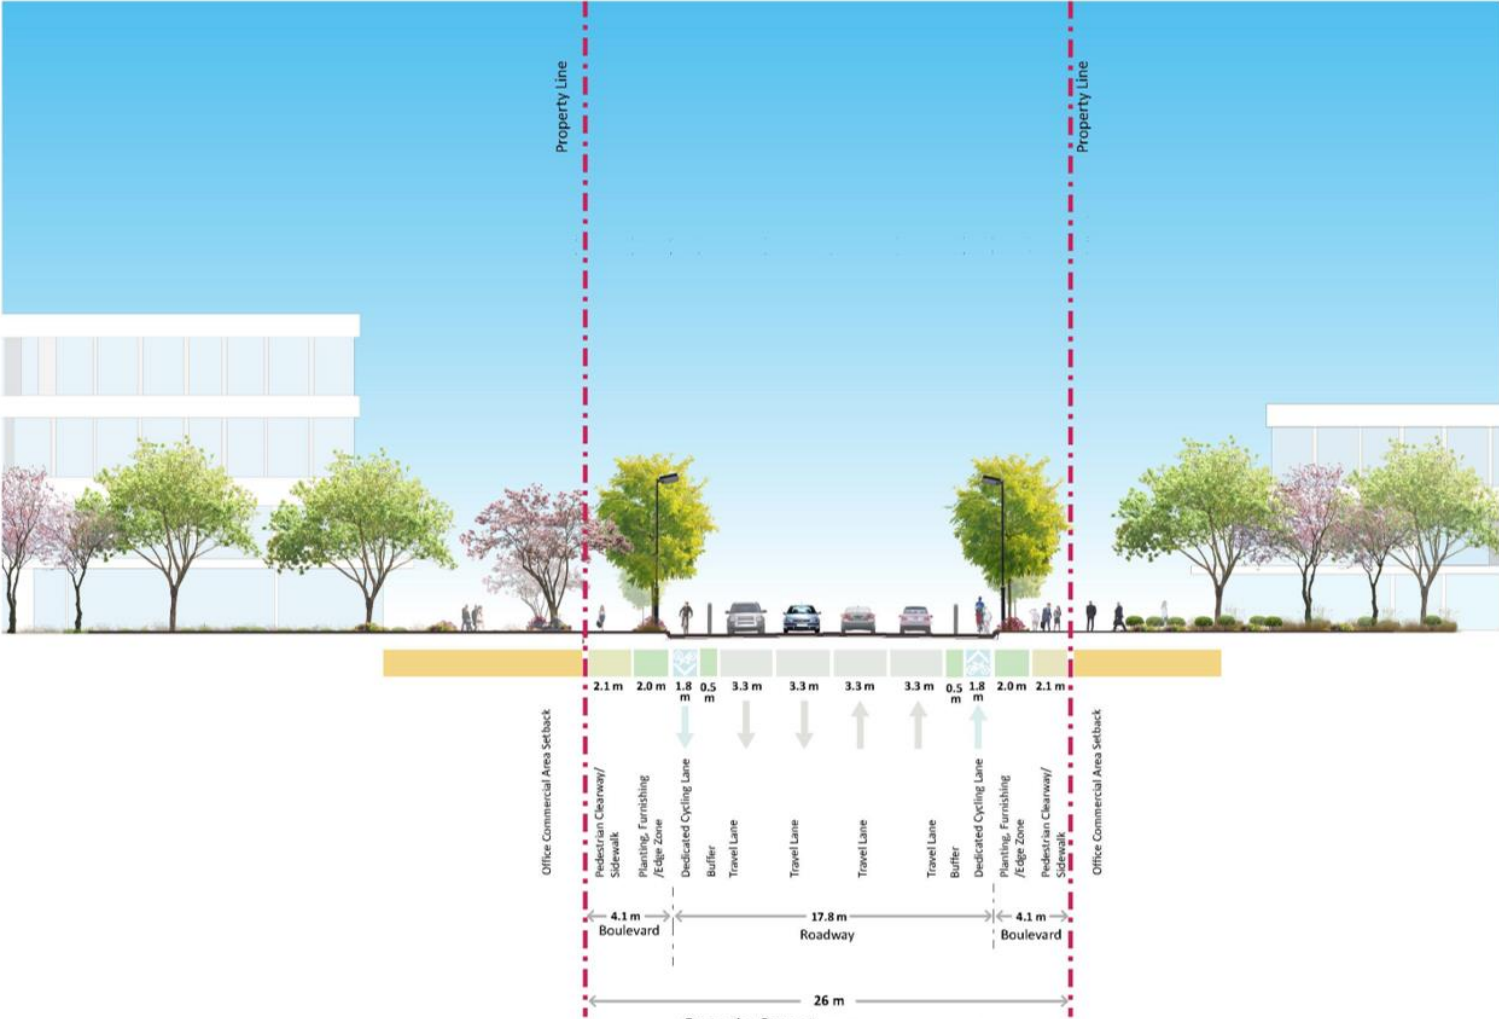 Property Line
Property Line
2.1 m
2.0 m
1.8
m
0.5
m
3.3 m
3.3 m
3.3 m
3.3 m
0.5
m
1.8
m
2.0 m
2.1 m
Office Commercial Area Setback
Pedestrian Clearway/
Sidewalk
Planting, Furnishing
/Edge Zone
Dedicated Cycling Lane
Buffer
Travel Lane
Travel Lane
Travel Lane
Travel Lane
Buffer
Dedicated Cycling Lane
Planting, Furnishing
/Edge Zone
Pedestrian Clearway/
Sidewalk
Office Commercial Area Setback
4.1 m
Boulevard
17.8 m
Roadway
4.1 m
Boulevard
26 m